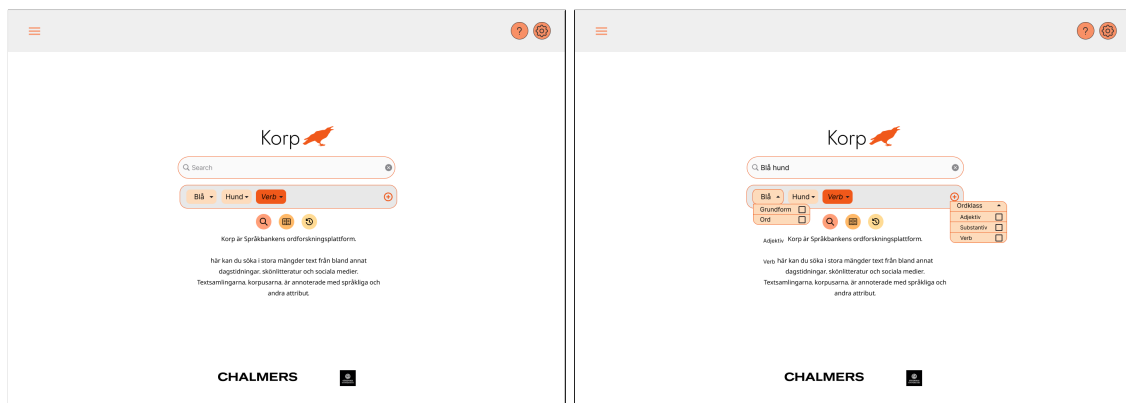 ?
Korp
Search
Blå Hund Verb
Korp är Språkbankens ordforskningsplattform.
här kan du söka i stora mängder text från bland annat
dagstidningar, skönlitteratur och sociala medier.
Textsamlingarna, korpusarna, är annoterade med språkliga och
andra attribut.
CHALMERS
?
Korp
Blå hund
Blå Hund Verb
Grundform
Ord
Ordklass
Adjektiv
Substantiv
Verb
Adjektiv Korp är Språkbankens ordforskningsplattform.
Verb här kan du söka i stora mängder text från bland annat
dagstidningar, skönlitteratur och sociala medier.
Textsamlingarna, korpusarna, är annoterade med språkliga och
andra attribut.
CHALMERS